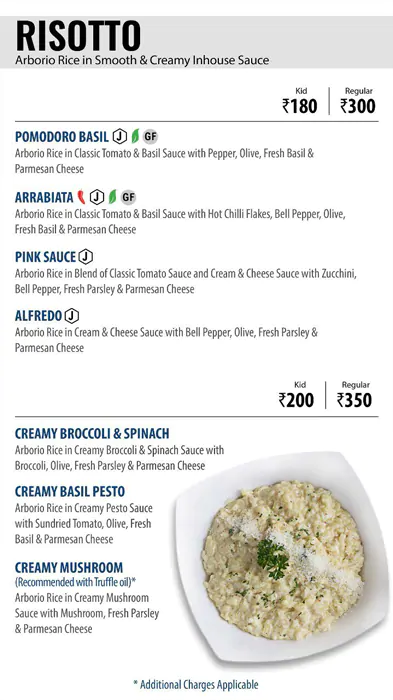 RISOTTO
Arborio Rice in Smooth & Creamy Inhouse Sauce
Kid Regular
₹180 ₹300
POMODORO BASIL J GF
Arborio Rice in Classic Tomato & Basil Sauce with Pepper, Olive, Fresh Basil &
Parmesan Cheese
ARRABIATA J GF
Arborio Rice in Classic Tomato & Basil Sauce with Hot Chilli Flakes, Bell Pepper, Olive,
Fresh Basil & Parmesan Cheese
PINK SAUCE J
Arborio Rice in Blend of Classic Tomato Sauce and Cream & Cheese Sauce with Zucchini,
Bell Pepper, Fresh Parsley & Parmesan Cheese
ALFREDO J
Arborio Rice in Cream & Cheese Sauce with Bell Pepper, Olive, Fresh Parsley &
Parmesan Cheese
Kid Regular
₹200 ₹350
CREAMY BROCCOLI & SPINACH
Arborio Rice in Creamy Broccoli & Spinach Sauce with
Broccoli, Olive, Fresh Parsley & Parmesan Cheese
CREAMY BASIL PESTO
Arborio Rice in Creamy Pesto Sauce
with Sundried Tomato, Olive, Fresh
Basil & Parmesan Cheese
CREAMY MUSHROOM
(Recommended with Truffle oil)*
Arborio Rice in Creamy Mushroom
Sauce with Mushroom, Fresh Parsley
& Parmesan Cheese
* Additional Charges Applicable